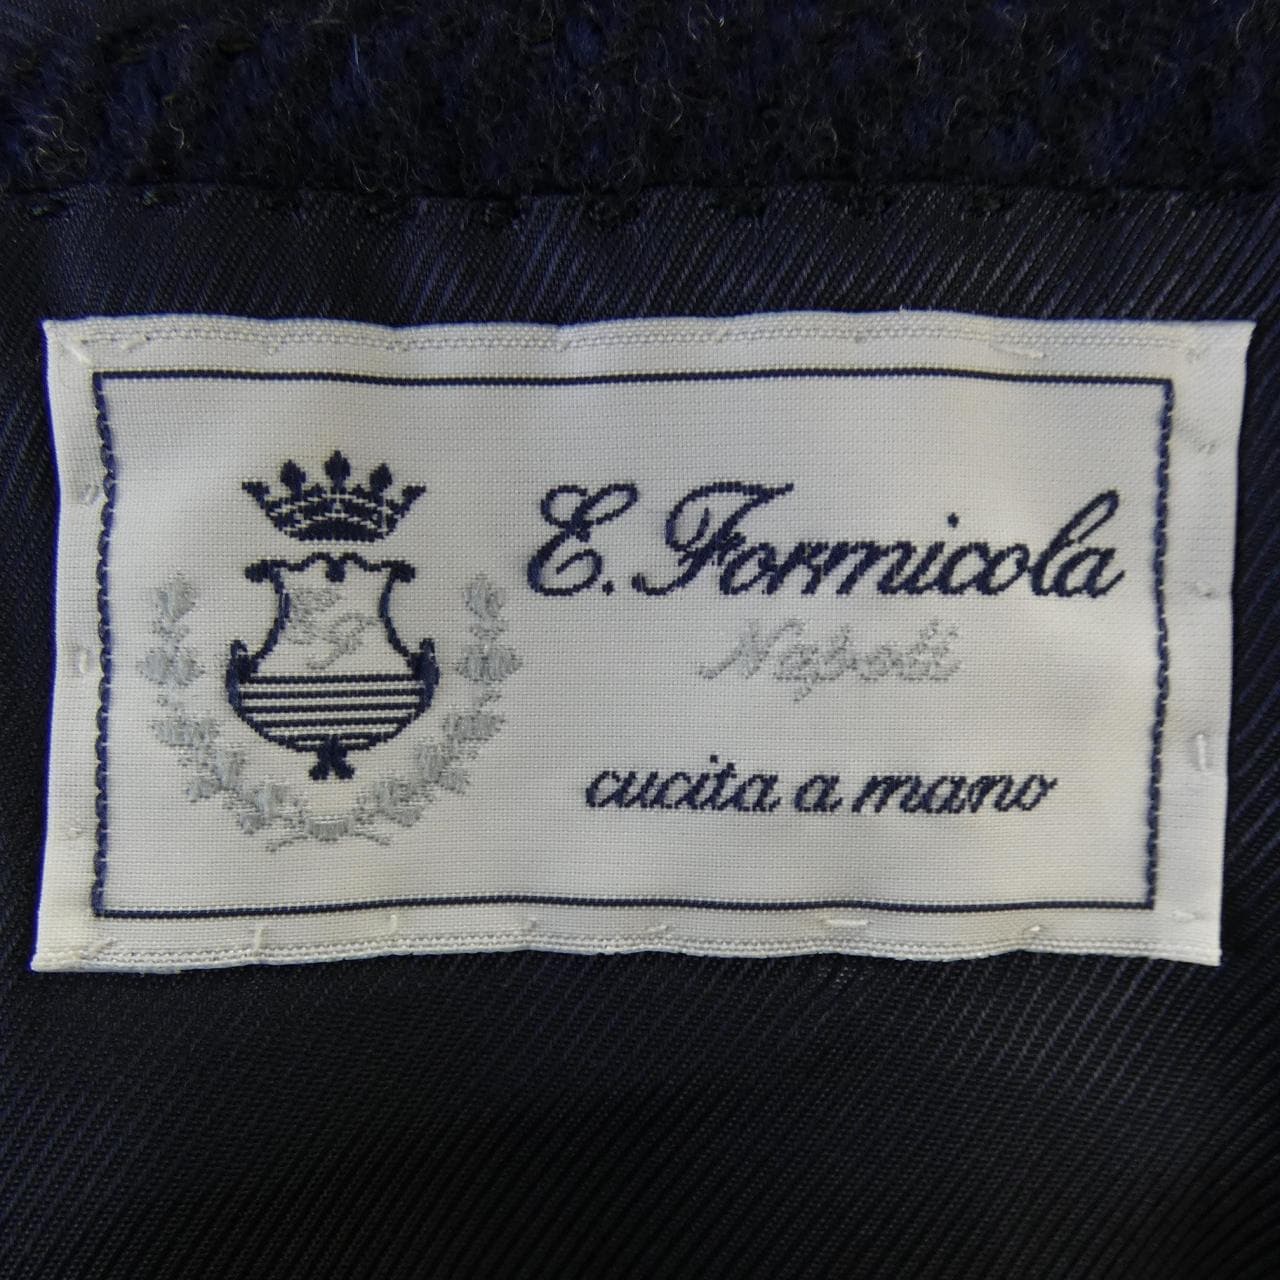 E. Formicola
Napoli
cucita a mano